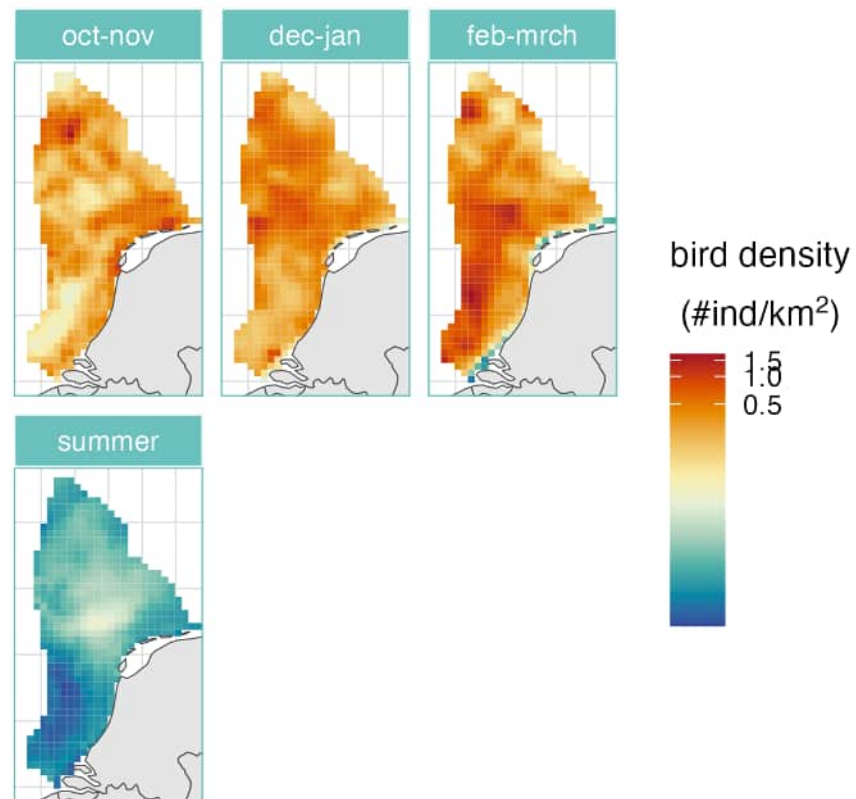 oct-nov
dec-jan
feb-mrch
bird density
(#ind/km²)
1.5
1.0
0.5
summer